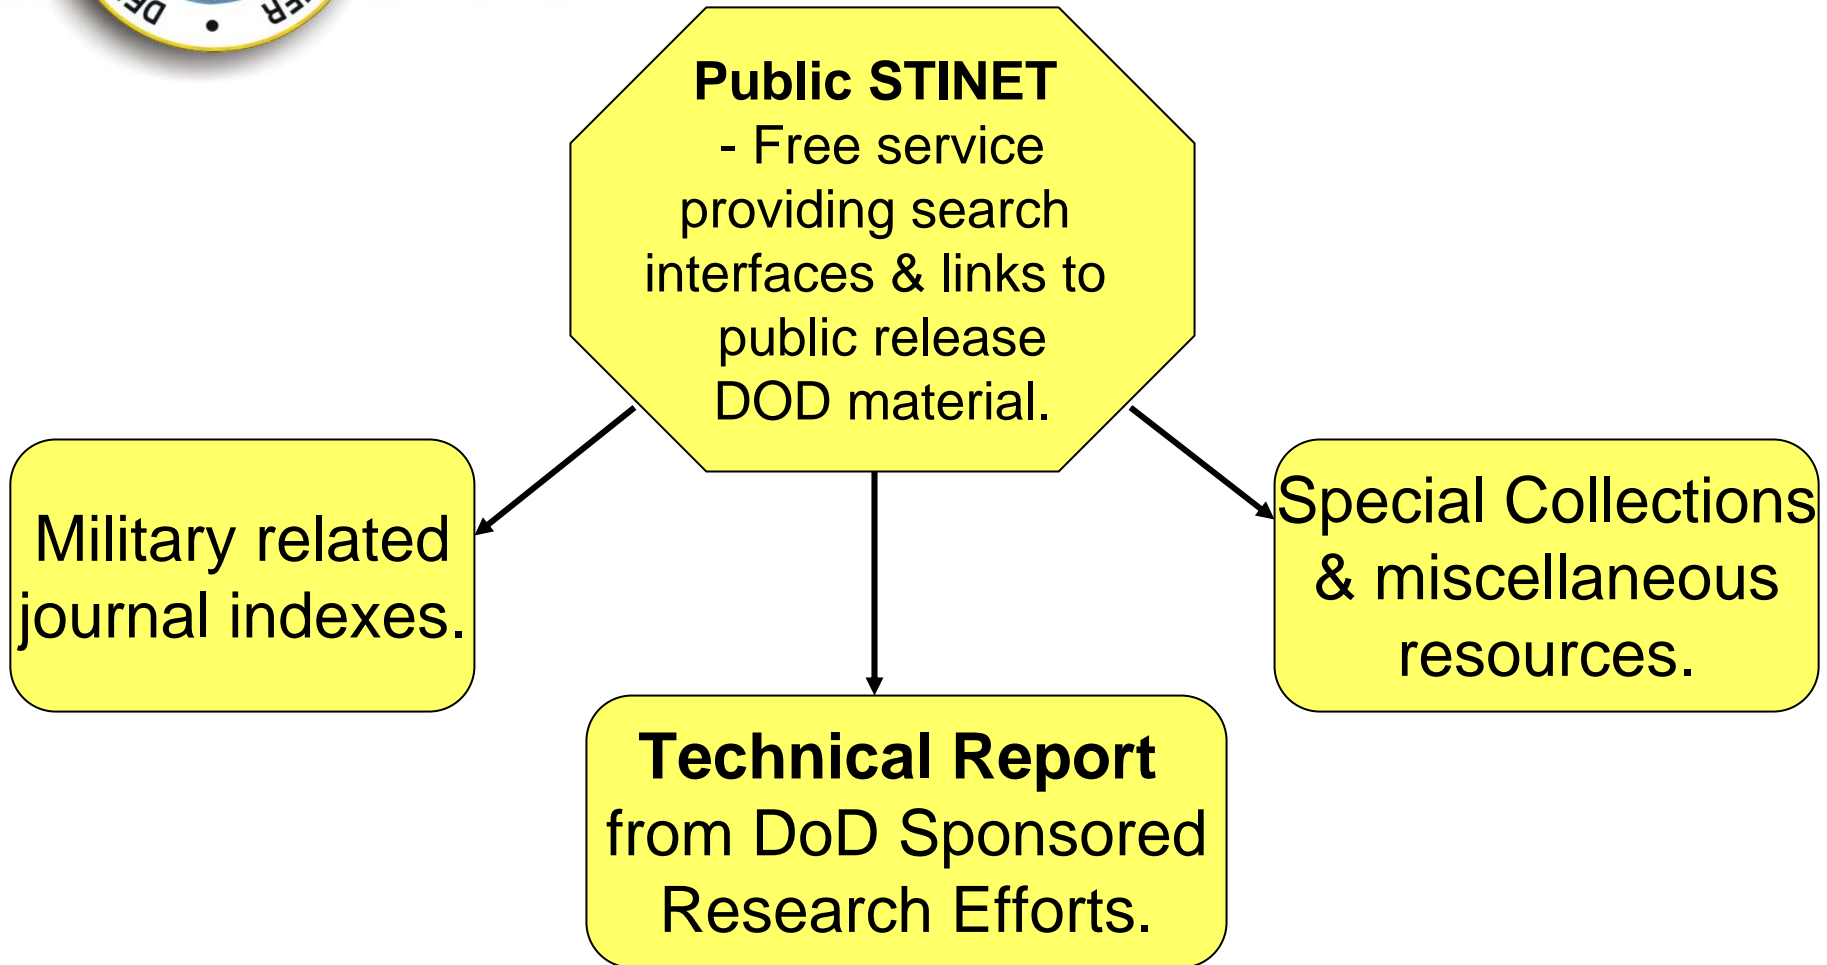 Public STINET
- Free service
providing search
interfaces & links to
public release
DOD material.
Military related
journal indexes.
Special Collections
& miscellaneous
resources.
Technical Report
from DoD Sponsored
Research Efforts.